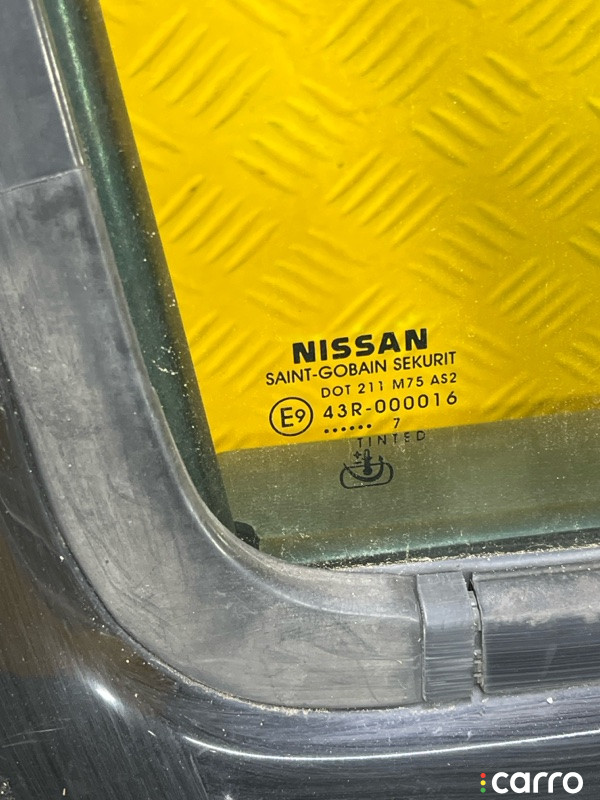 NISSAN
SAINT-GOBAIN SEKURIT
DOT 211 M75 AS2
E9 43R-000016
...... 7
TINTED
carro